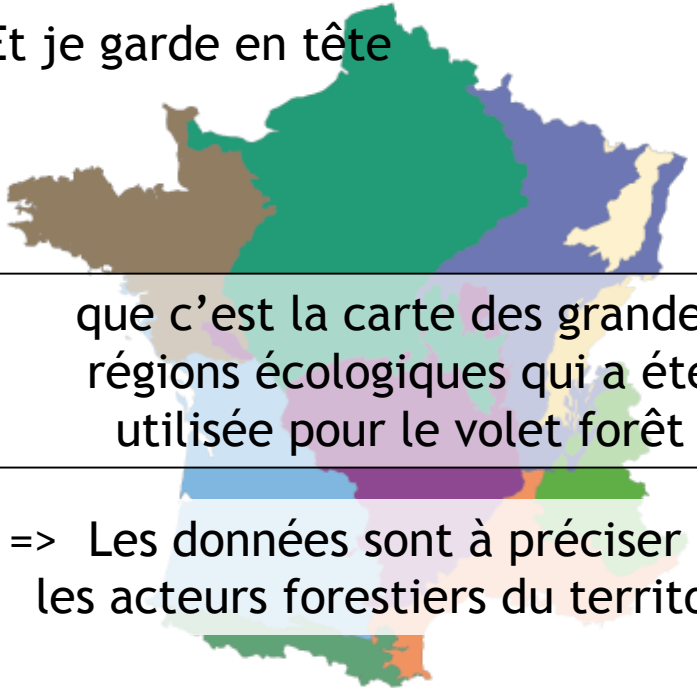 Et je garde en tête
que c’est la carte des grande
régions écologiques qui a été
utilisée pour le volet forêt
=> Les données sont à préciser
les acteurs forestiers du territo